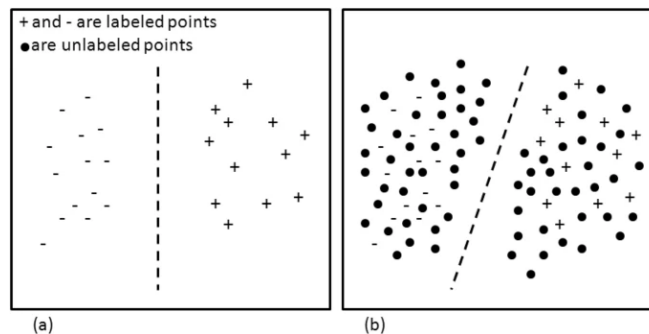 + and - are labeled points
● are unlabeled points
(a)
(b)